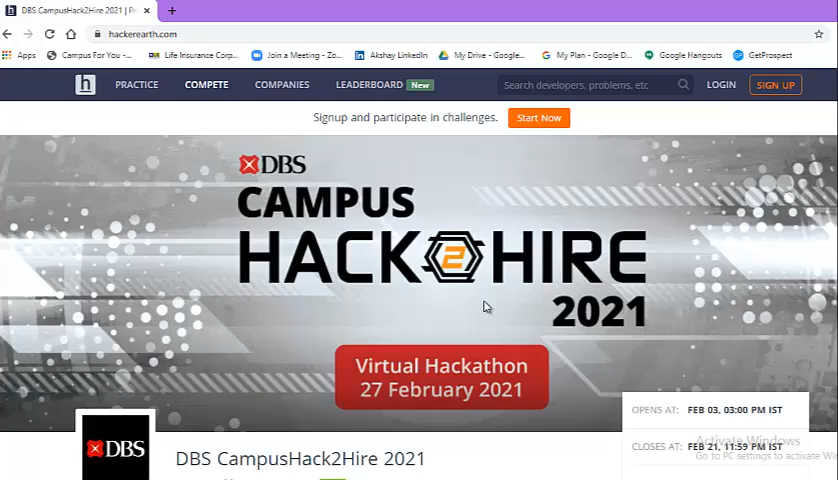 DBS CampusHack2Hire 2021 | Pr
hackerearth.com
Apps Campus For You -... Life Insurance Corp... Join a Meeting - Zo... Akshay LinkedIn My Drive - Google... My Plan - Google D... Google Hangouts GetProspect
h PRACTICE COMPETE COMPANIES LEADERBOARD New Search developers, problems, etc LOGIN SIGN UP
Signup and participate in challenges. Start Now
DBS
CAMPUS
HACK 2 HIRE
2021
Virtual Hackathon
27 February 2021
OPENS AT: FEB 03, 03:00 PM IST
CLOSES AT: FEB 21, 11:59 PM IST
Activate Windows
Go to PC settings to activate Win
DBS
DBS CampusHack2Hire 2021